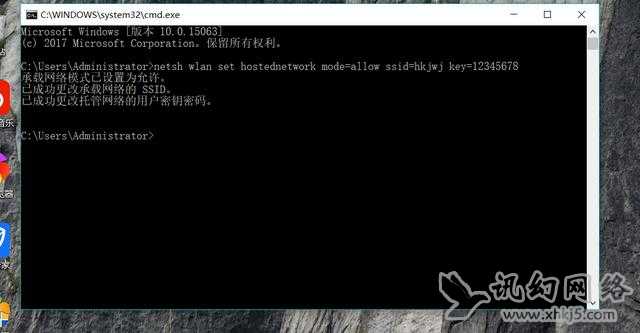 C:\WINDOWS\system32\cmd.exe
Microsoft Windows [版本 10.0.15063]
(c) 2017 Microsoft Corporation。保留所有权利。
C:\Users\Administrator>netsh wlan set hostednetwork mode=allow ssid=hkjwj key=12345678
承载网络模式已设置为允许。
已成功更改承载网络的 SSID。
已成功更改托管网络的用户密钥密码。
C:\Users\Administrator>
音乐
讯幻网络
www.xhkj5.com